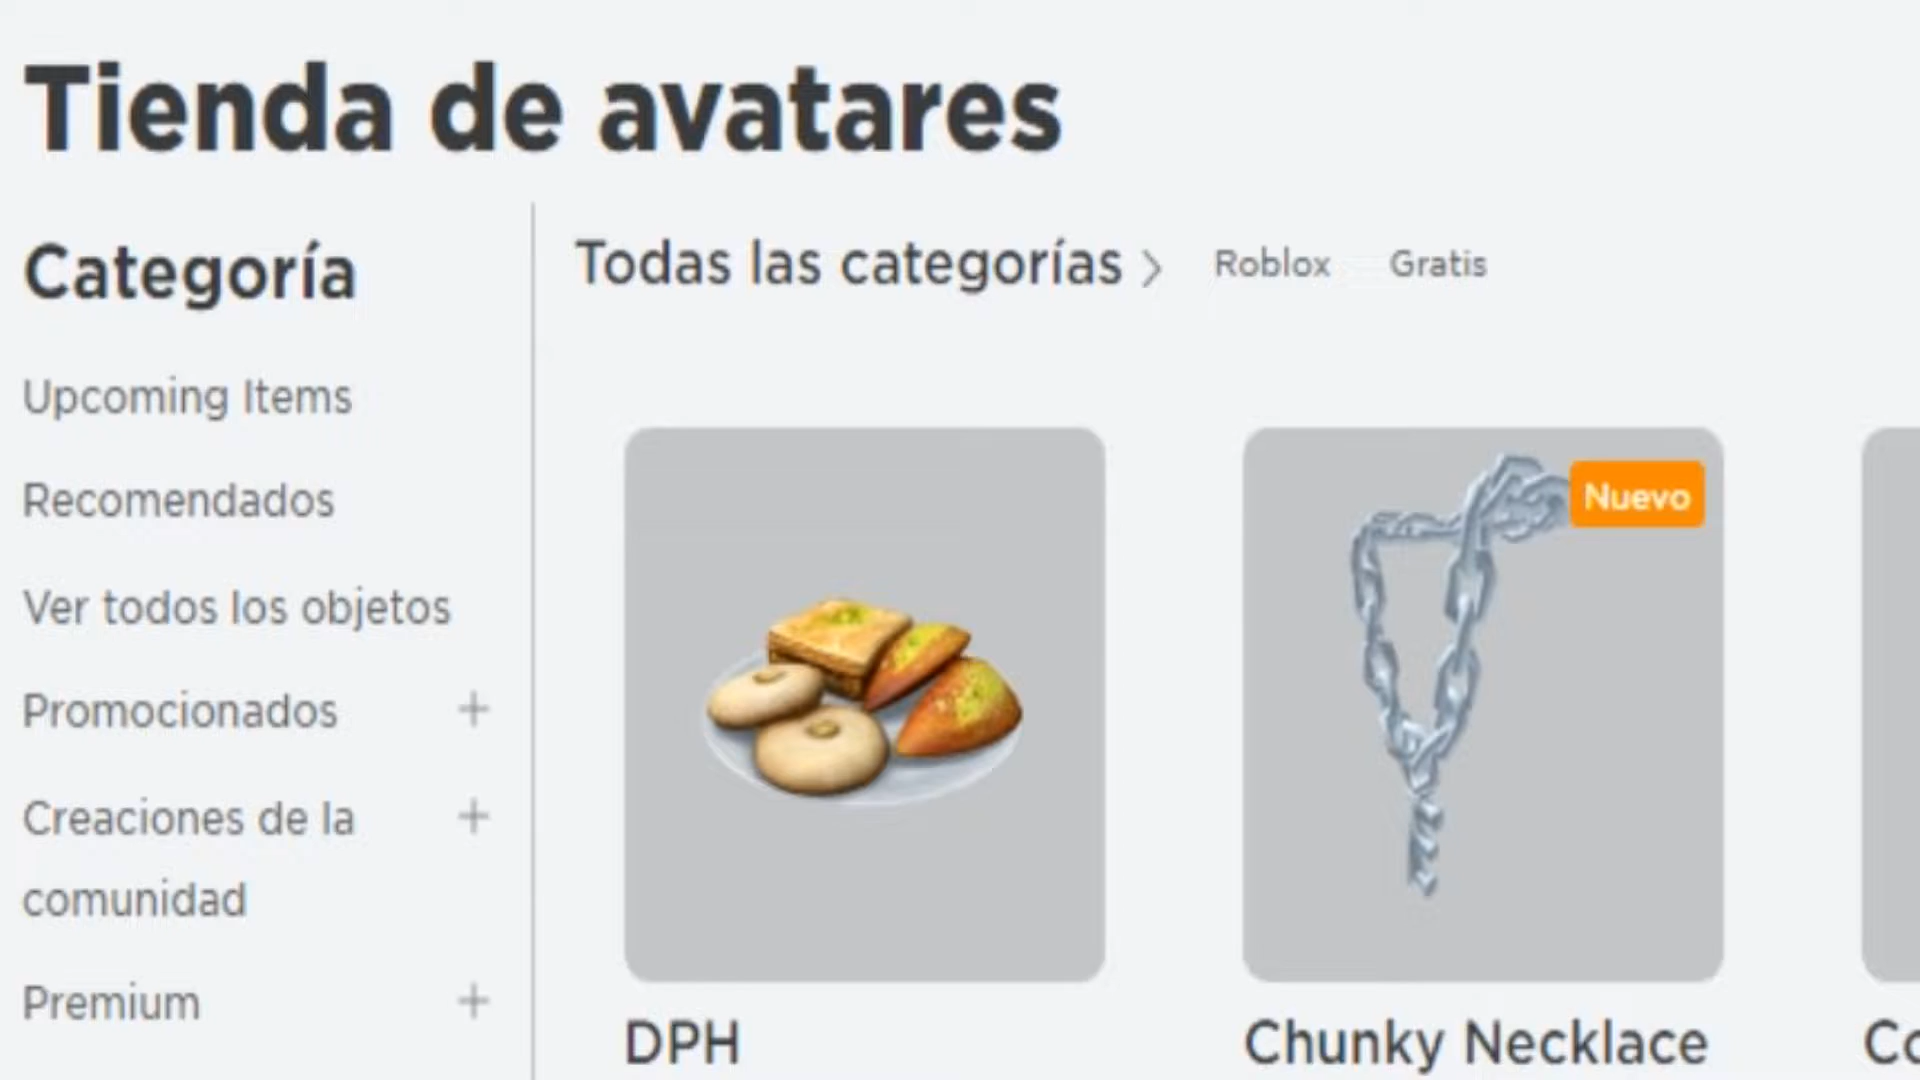 Tienda de avatares
Categoría
Upcoming Items
Recomendados
Ver todos los objetos
Promocionados +
Creaciones de la +
comunidad
Premium +
Todas las categorías > Roblox Gratis
Nuevo
DPH
Chunky Necklace